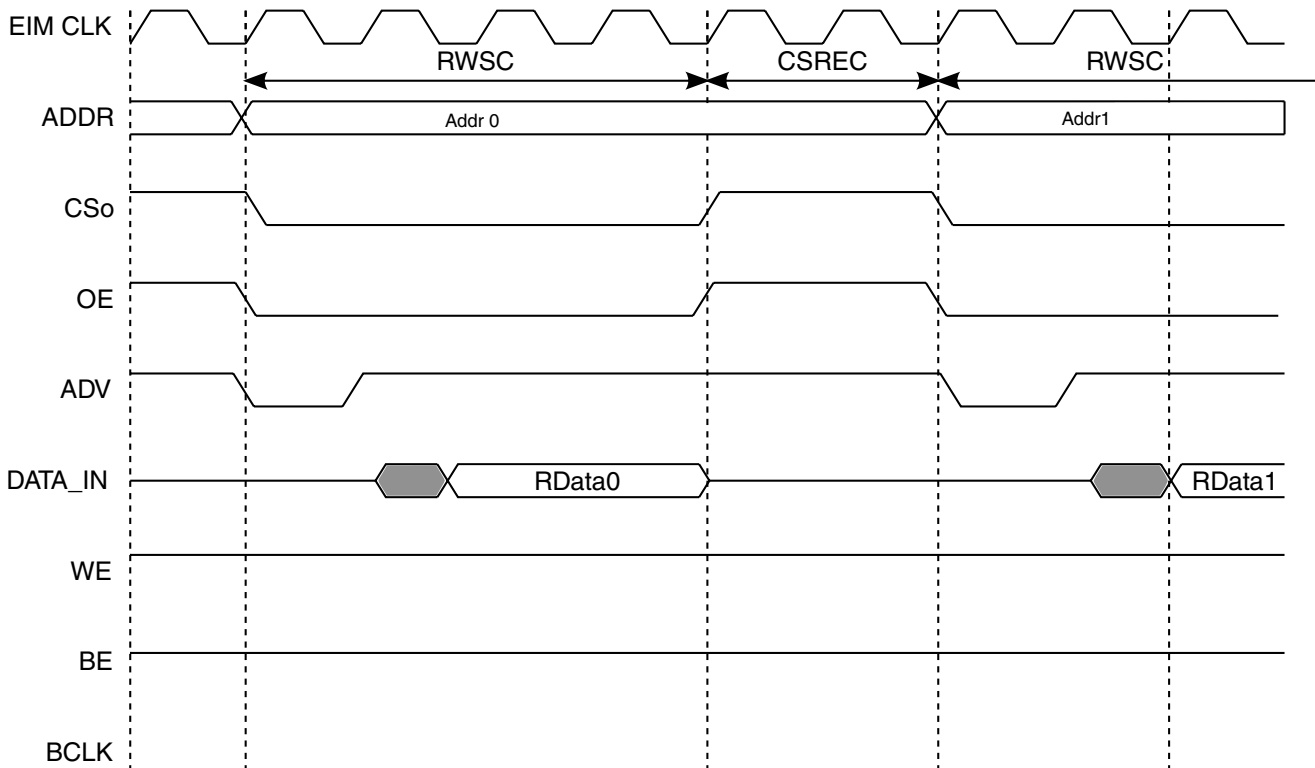 EIM CLK
RWSC CSREC RWSC
ADDR Addr 0 Addr1
CSo
OE
ADV
DATA_IN RData0 RData1
WE
BE
BCLK